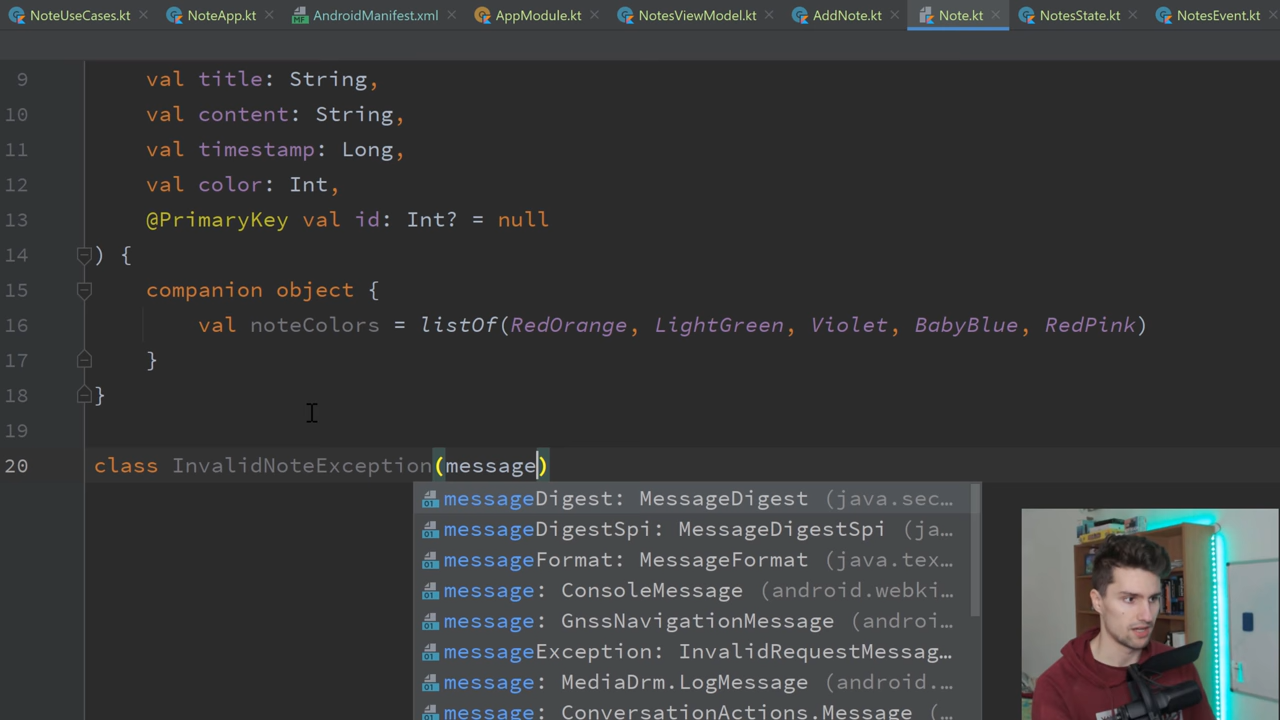 NoteUseCases.kt NoteApp.kt AndroidManifest.xml AppModule.kt NotesViewModel.kt AddNote.kt Note.kt NotesState.kt NotesEvent.kt
9 val title: String,
10 val content: String,
11 val timestamp: Long,
12 val color: Int,
13 @PrimaryKey val id: Int? = null
14 ) {
15 companion object {
16 val noteColors = listOf(RedOrange, LightGreen, Violet, BabyBlue, RedPink)
17 }
18 }
19
20 class InvalidNoteException(message)
messageDigest: MessageDigest (java.sec…
messageDigestSpi: MessageDigestSpi (ja…
messageFormat: MessageFormat (java.tex…
message: ConsoleMessage (android.webki…
message: GnssNavigationMessage (androi…
messageException: InvalidRequestMessag…
message: MediaDrm.LogMessage (android.…
message: ConversationActions.Message (…